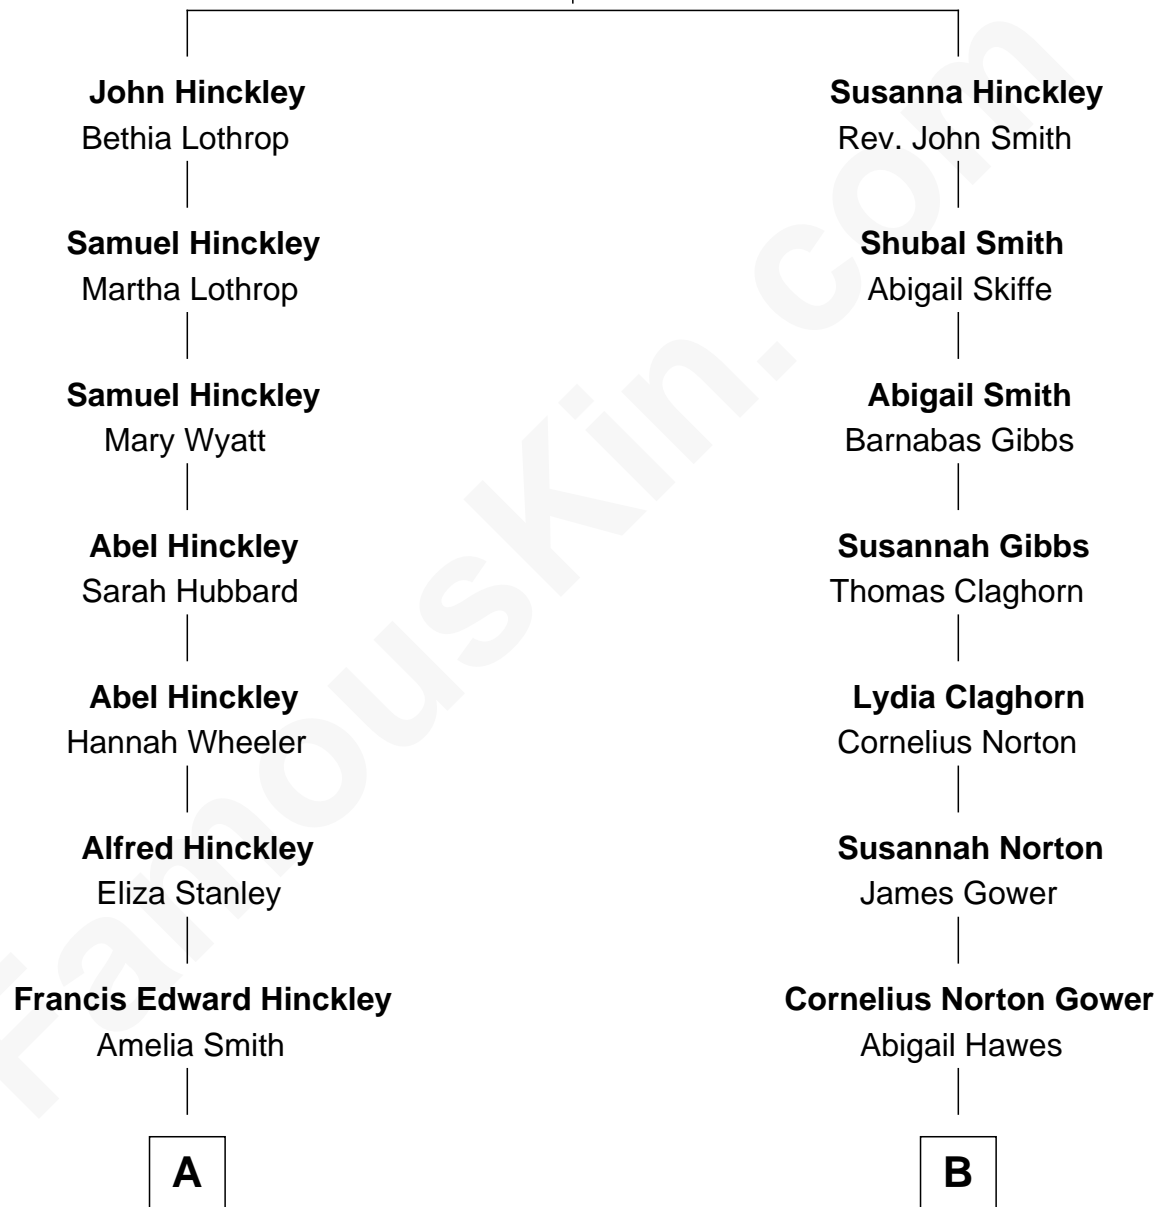 John Hinckley
Bethia Lothrop
Samuel Hinckley
Martha Lothrop
Samuel Hinckley
Mary Wyatt
Abel Hinckley
Sarah Hubbard
Abel Hinckley
Hannah Wheeler
Alfred Hinckley
Eliza Stanley
Francis Edward Hinckley
Amelia Smith
A
Susanna Hinckley
Rev. John Smith
Shubal Smith
Abigail Skiffe
Abigail Smith
Barnabas Gibbs
Susannah Gibbs
Thomas Claghorn
Lydia Claghorn
Cornelius Norton
Susannah Norton
James Gower
Cornelius Norton Gower
Abigail Hawes
B
FamousKin.com